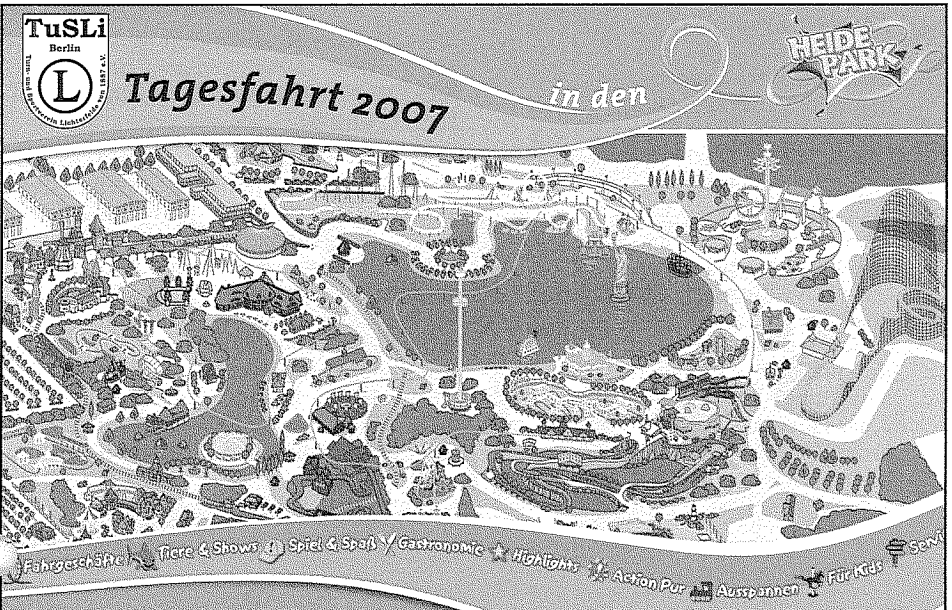 TuSLi
Berlin
Turn- und Sportverein Lichterfelde von 1887 e.V.
L
Tagesfahrt 2007
in den
HEIDE
PARK
Fahrgeschäfte
Tiere & Shows
Spiel & Spaß
Gastronomie
Highlights
Action Pur
Ausspannen
Für Kids
Servi